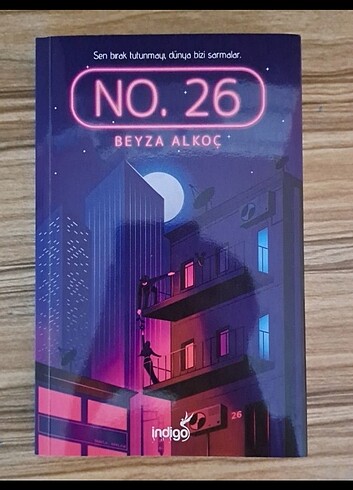 Sen bırak tutunmayı, dünya bizi sarmalar.
NO. 26
BEYZA ALKOÇ
26
indigo